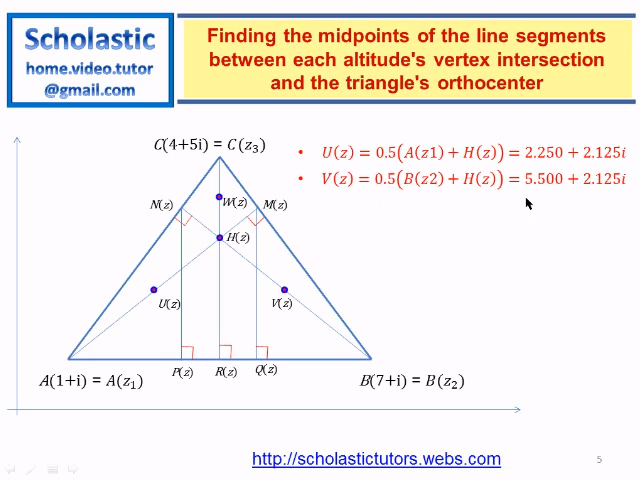 Scholastic
home.video.tutor
@gmail.com
Finding the midpoints of the line segments
between each altitude's vertex intersection
and the triangle's orthocenter
C(4+5i) = C(z₃)
• U(z) = 0.5(A(z1) + H(z)) = 2.250 + 2.125i
• V(z) = 0.5(B(z2) + H(z)) = 5.500 + 2.125i
N(z)
W(z)
M(z)
H(z)
U(z)
V(z)
P(z)
R(z)
Q(z)
A(1+i) = A(z₁)
B(7+i) = B(z₂)
http://scholastictutors.webs.com
5